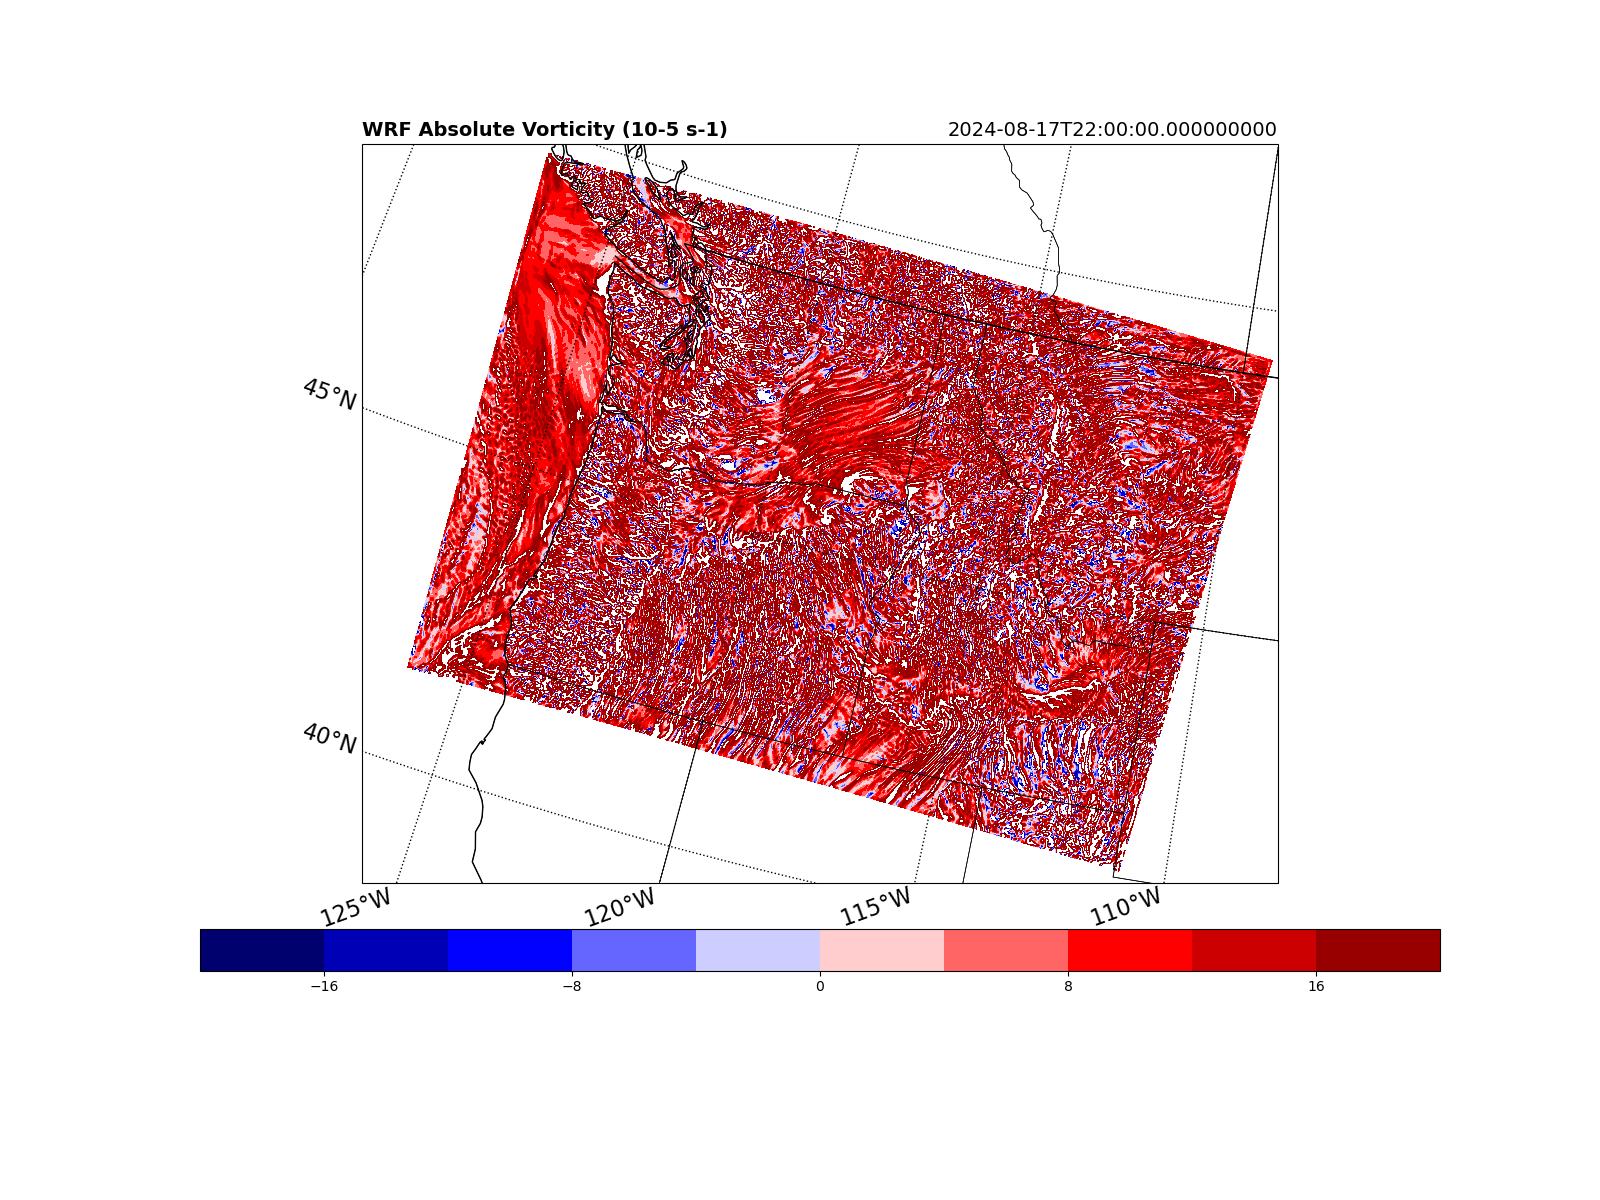 WRF Absolute Vorticity (10-5 s-1) 2024-08-17T22:00:00.000000000
45°N
40°N
125°W 120°W 115°W 110°W
−16 −8 0 8 16